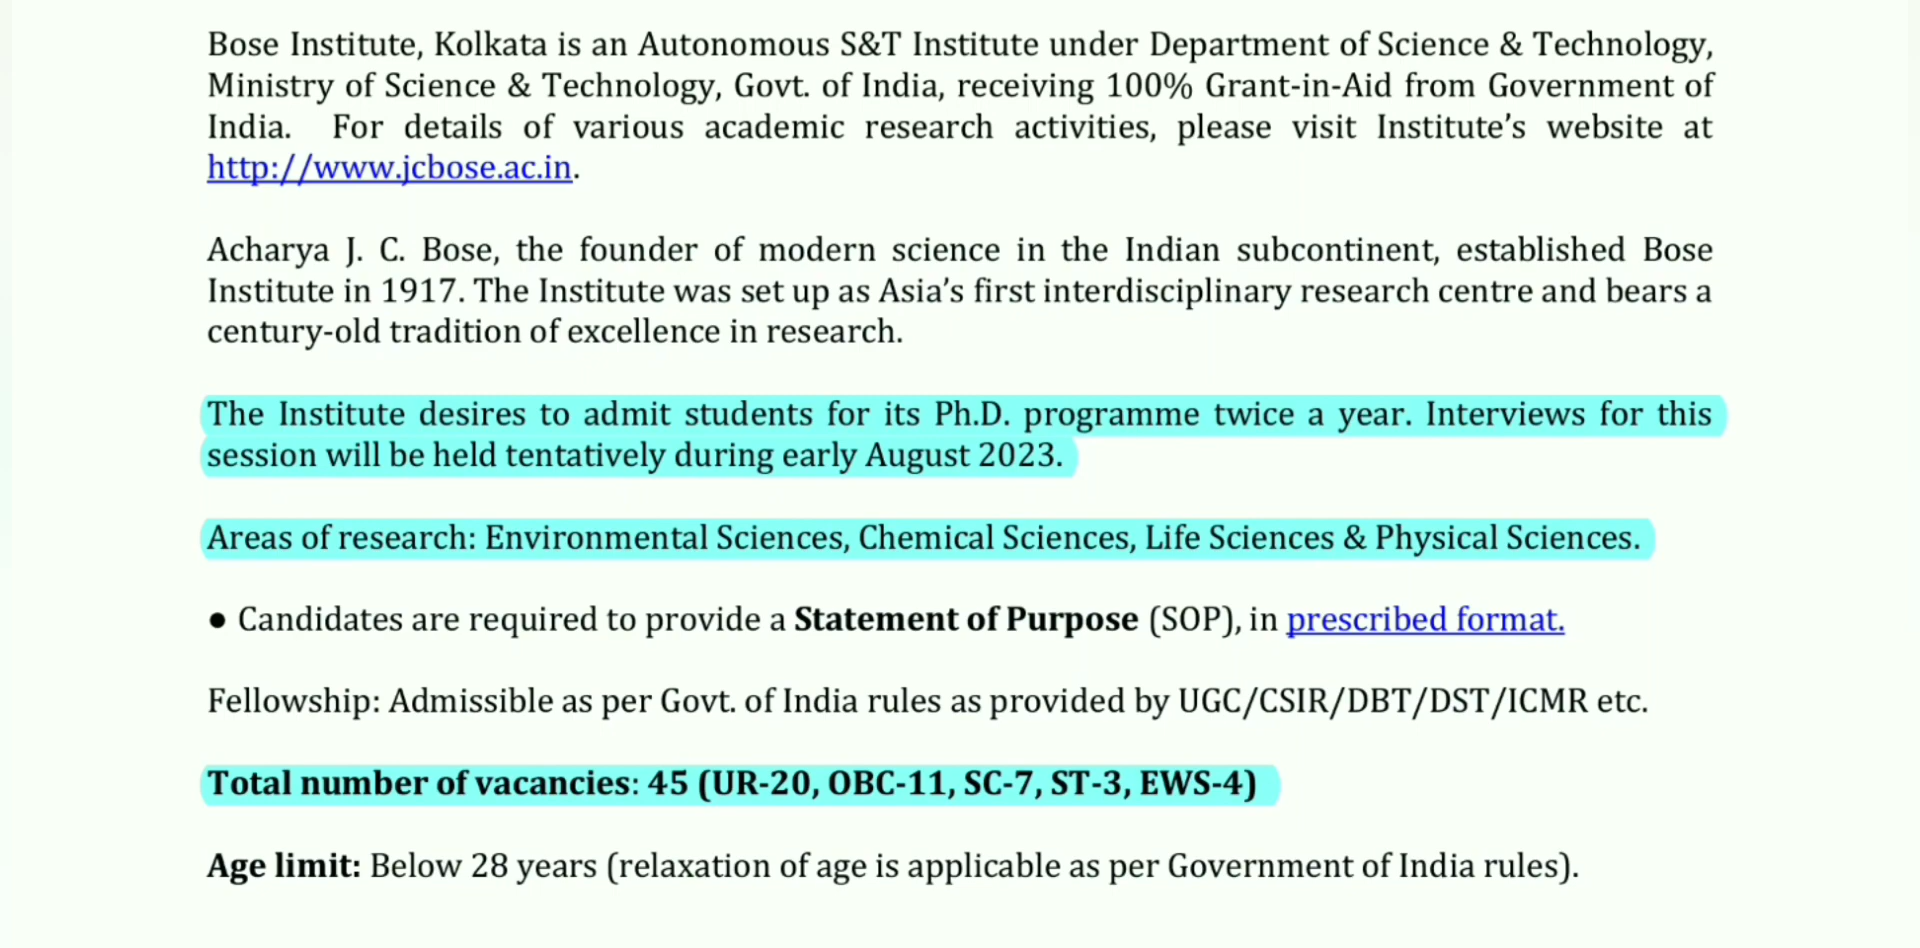 Bose Institute, Kolkata is an Autonomous S&T Institute under Department of Science & Technology,
Ministry of Science & Technology, Govt. of India, receiving 100% Grant-in-Aid from Government of
India. For details of various academic research activities, please visit Institute’s website at
http://www.jcbose.ac.in.
Acharya J. C. Bose, the founder of modern science in the Indian subcontinent, established Bose
Institute in 1917. The Institute was set up as Asia’s first interdisciplinary research centre and bears a
century-old tradition of excellence in research.
The Institute desires to admit students for its Ph.D. programme twice a year. Interviews for this
session will be held tentatively during early August 2023.
Areas of research: Environmental Sciences, Chemical Sciences, Life Sciences & Physical Sciences.
● Candidates are required to provide a Statement of Purpose (SOP), in prescribed format.
Fellowship: Admissible as per Govt. of India rules as provided by UGC/CSIR/DBT/DST/ICMR etc.
Total number of vacancies: 45 (UR-20, OBC-11, SC-7, ST-3, EWS-4)
Age limit: Below 28 years (relaxation of age is applicable as per Government of India rules).